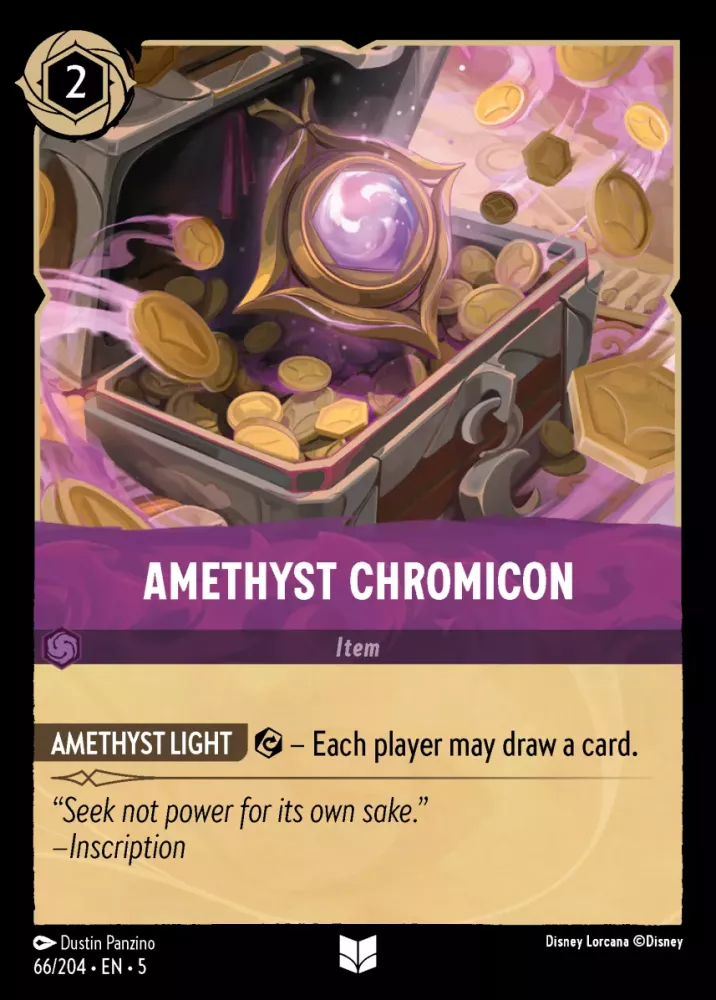 2
AMETHYST CHROMICON
Item
AMETHYST LIGHT – Each player may draw a card.
“Seek not power for its own sake.”
–Inscription
Dustin Panzino
Disney Lorcana ©Disney
66/204 • EN • 5